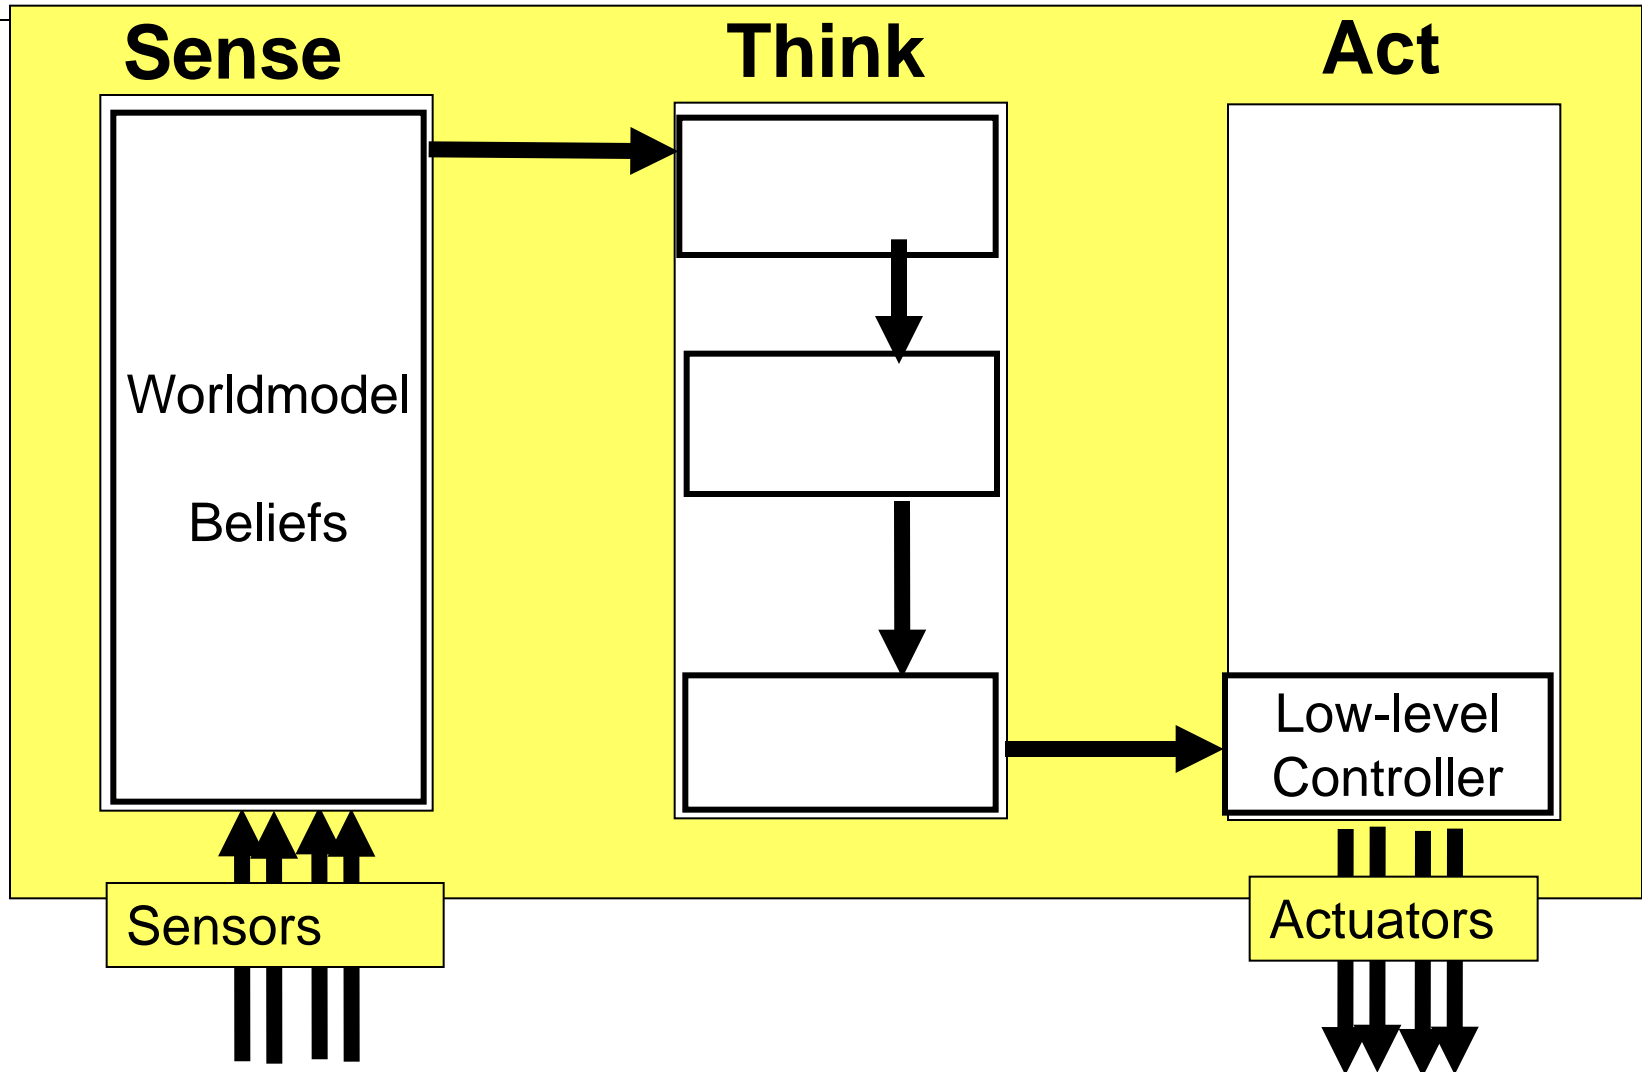 Sense
Think
Act
Worldmodel
Beliefs
Low-level
Controller
Sensors
Actuators